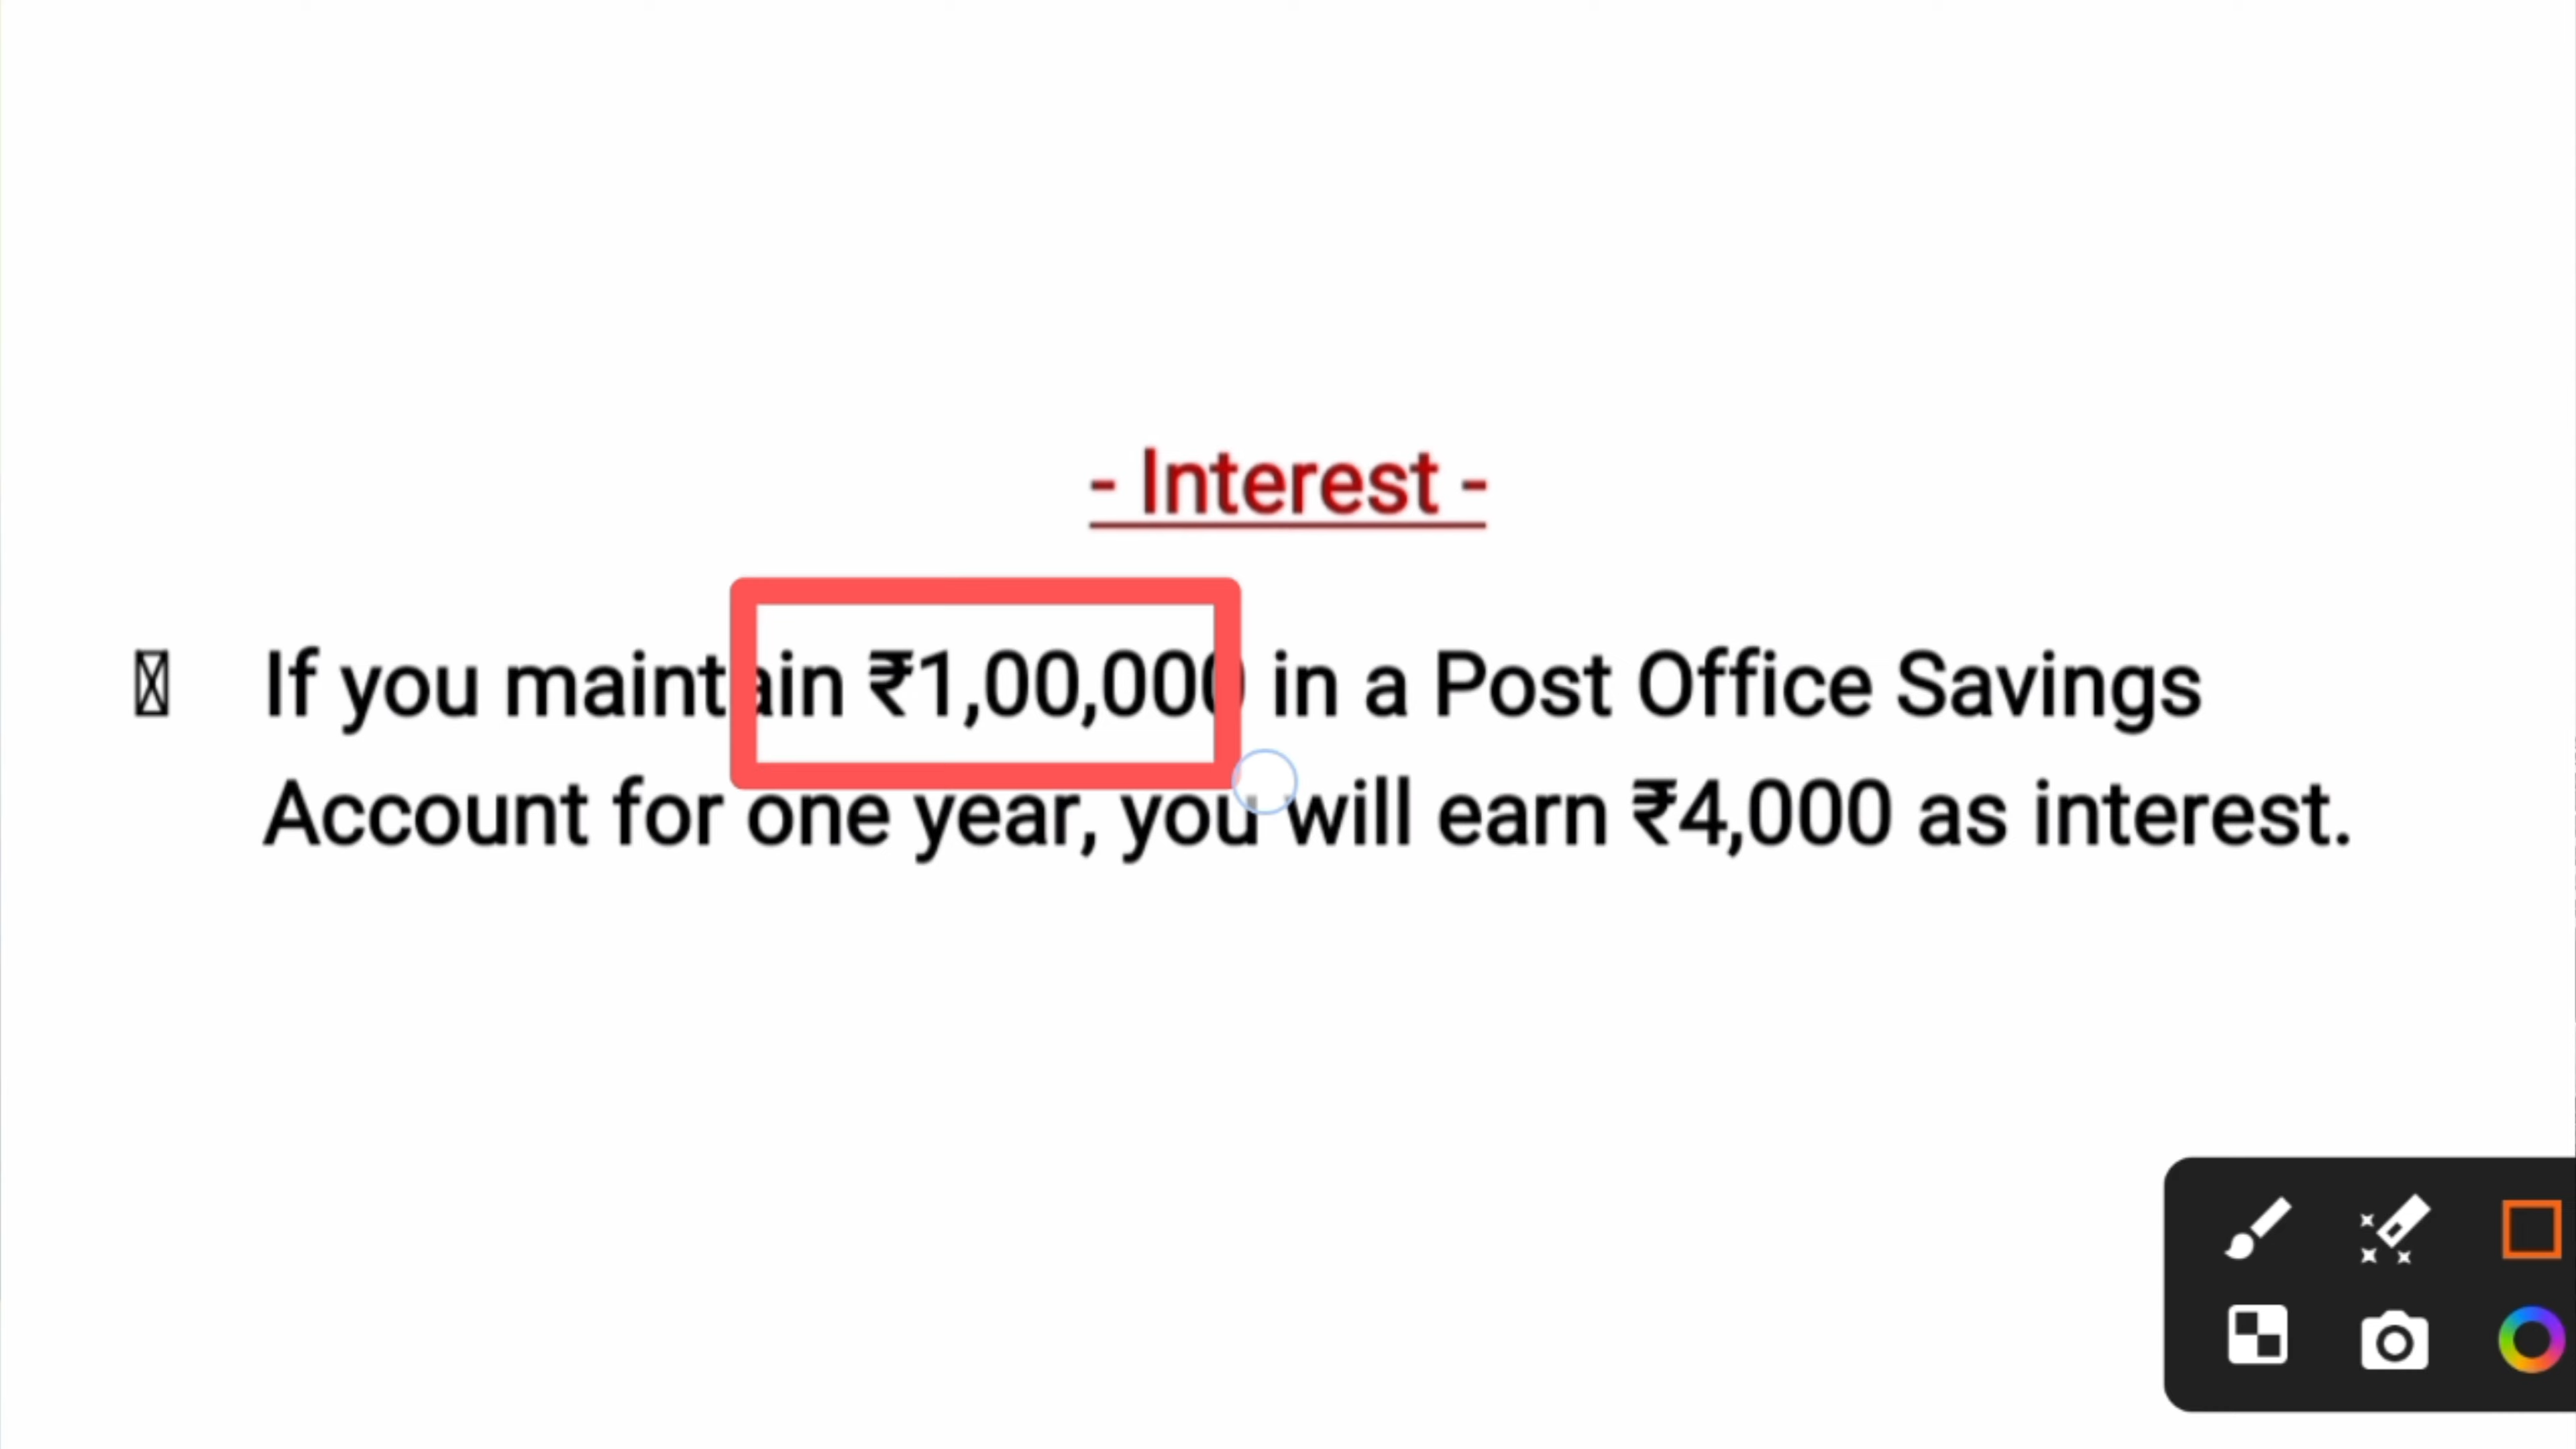 - Interest -
If you maintain ₹1,00,000 in a Post Office Savings
Account for one year, you will earn ₹4,000 as interest.